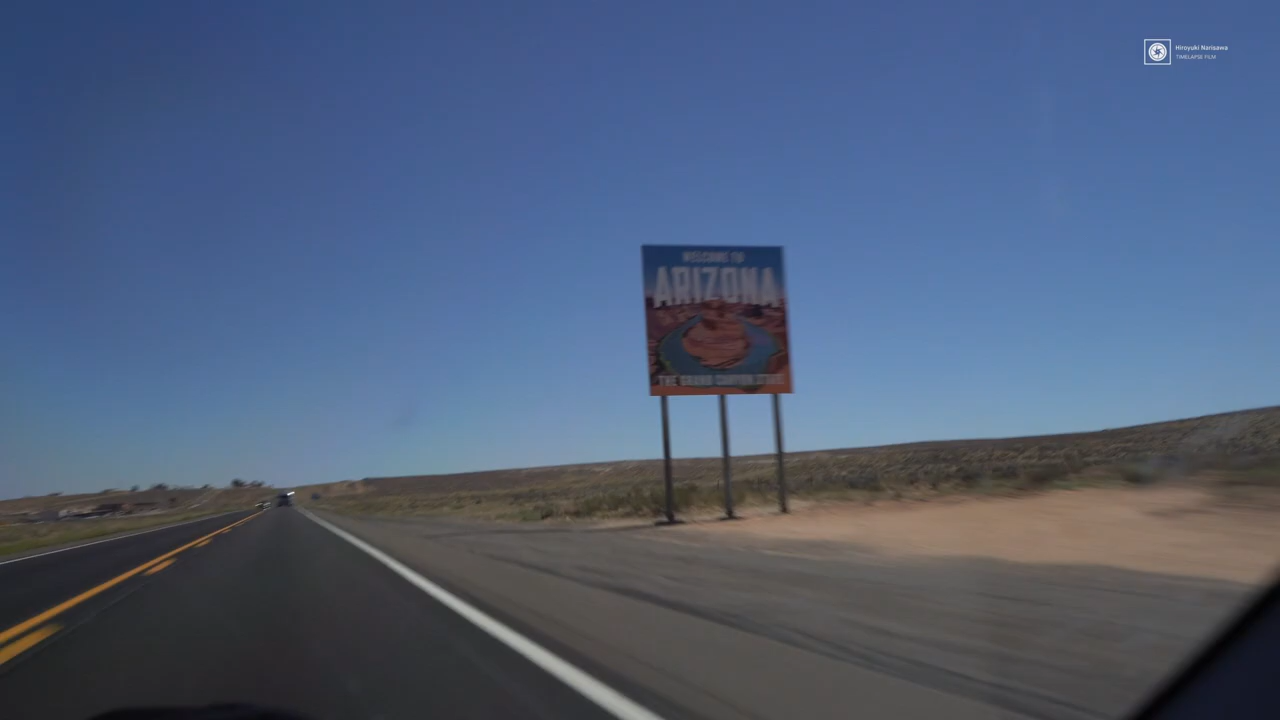 Hiroyuki Narisawa
TIMELAPSE FILM
WELCOME TO
ARIZONA
THE GRAND CANYON STATE